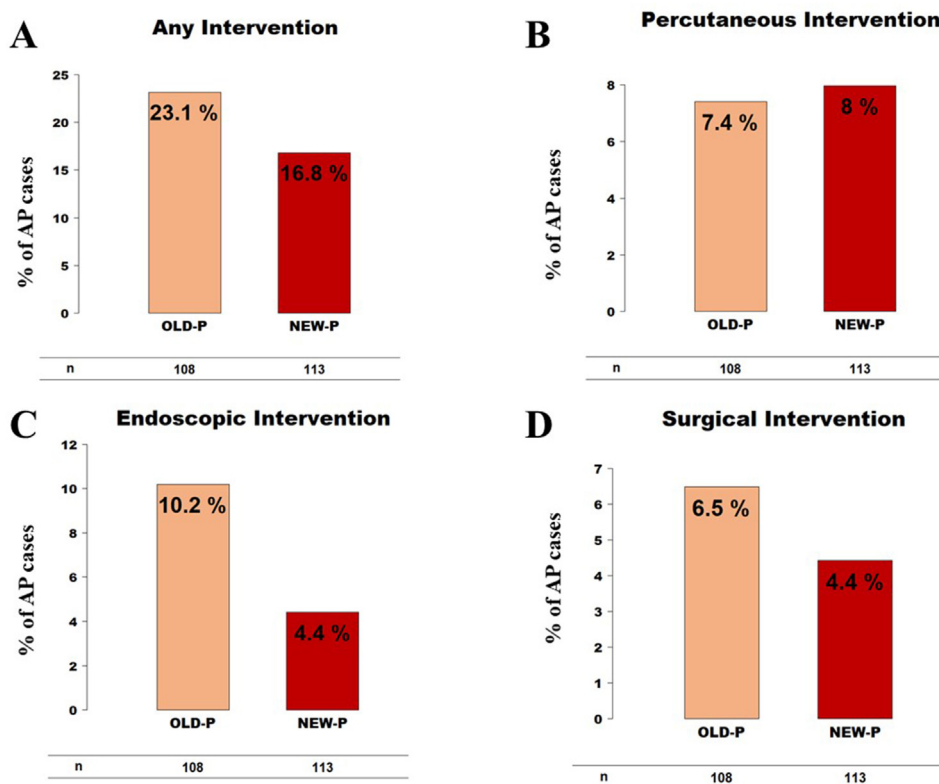 A
Any Intervention
% of AP cases
25
20
15
10
5
0
23.1 %
16.8 %
OLD-P
NEW-P
n
108
113
B
Percutaneous Intervention
% of AP cases
8
6
4
2
0
7.4 %
8 %
OLD-P
NEW-P
n
108
113
C
Endoscopic Intervention
% of AP cases
12
10
8
6
4
2
0
10.2 %
4.4 %
OLD-P
NEW-P
n
108
113
D
Surgical Intervention
% of AP cases
7
6
5
4
3
2
1
0
6.5 %
4.4 %
OLD-P
NEW-P
n
108
113